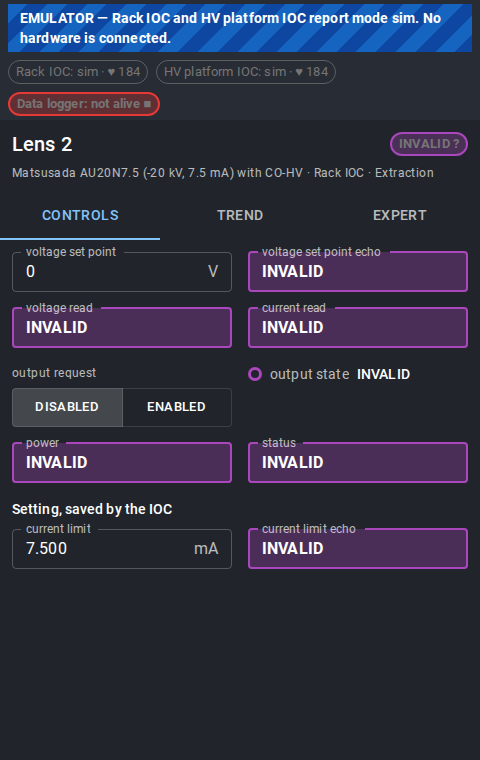 EMULATOR — Rack IOC and HV platform IOC report mode sim. No
hardware is connected.
Rack IOC: sim · ♥ 184
HV platform IOC: sim · ♥ 184
Data logger: not alive ■
Lens 2
INVALID ?
Matsusada AU20N7.5 (-20 kV, 7.5 mA) with CO-HV · Rack IOC · Extraction
CONTROLS
TREND
EXPERT
voltage set point
0 V
voltage set point echo
INVALID
voltage read
INVALID
current read
INVALID
output request
DISABLED
ENABLED
output state INVALID
power
INVALID
status
INVALID
Setting, saved by the IOC
current limit
7.500 mA
current limit echo
INVALID